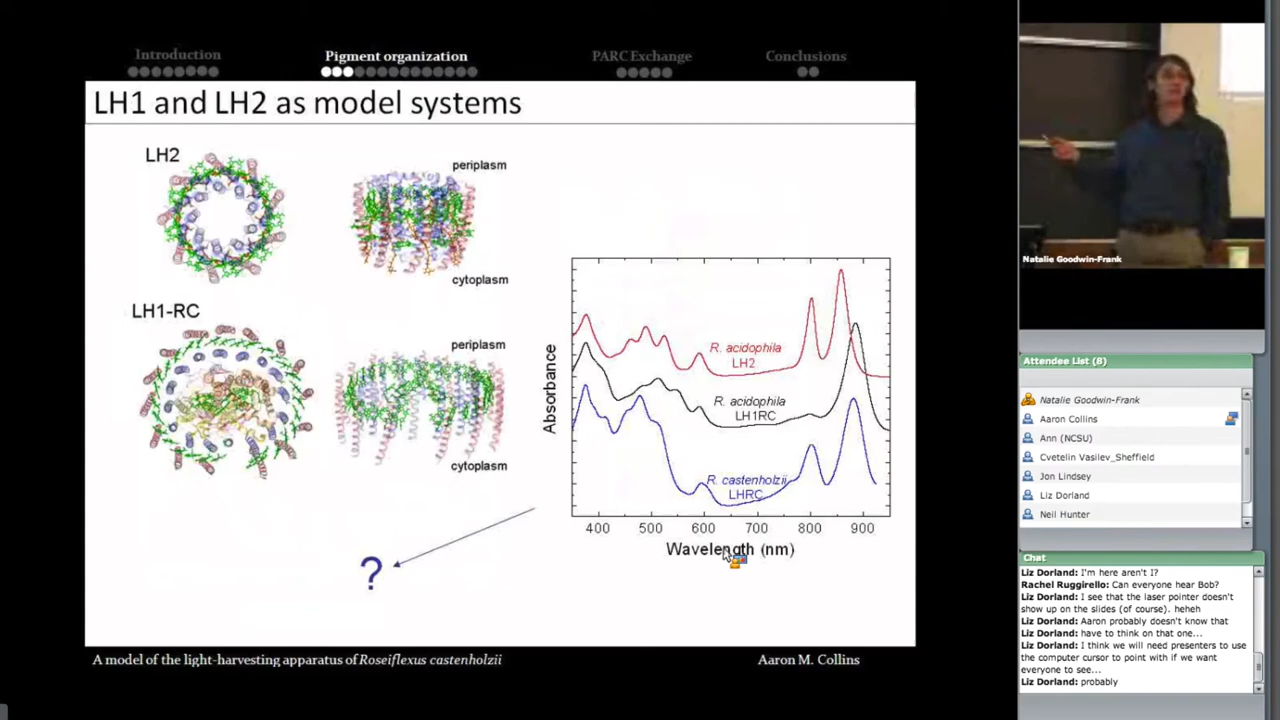 Introduction
Pigment organization
PARC Exchange
Conclusions
LH1 and LH2 as model systems
LH2
periplasm
cytoplasm
LH1-RC
periplasm
cytoplasm
?
Absorbance
R. acidophila
LH2
R. acidophila
LH1RC
R. castenholzii
LHRC
400 500 600 700 800 900
Wavelength (nm)
A model of the light-harvesting apparatus of Roseiflexus castenholzii
Aaron M. Collins
Natalie Goodwin-Frank
Attendee List (8)
Natalie Goodwin-Frank
Aaron Collins
Ann (NCSU)
Cvetelin Vasilev_Sheffield
Jon Lindsey
Liz Dorland
Neil Hunter
Chat
Liz Dorland: I'm here aren't I?
Rachel Ruggirello: Can everyone hear Bob?
Liz Dorland: I see that the laser pointer doesn't
show up on the slides (of course). heheh
Liz Dorland: Aaron probably doesn't know that
Liz Dorland: have to think on that one...
Liz Dorland: I think we will need presenters to use
the computer cursor to point with if we want
everyone to see...
Liz Dorland: probably